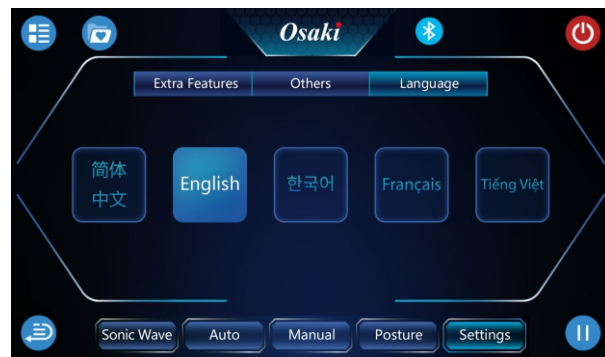 Osaki
Extra Features Others Language
简体
中文
English
한국어
Français
Tiếng Việt
Sonic Wave Auto Manual Posture Settings